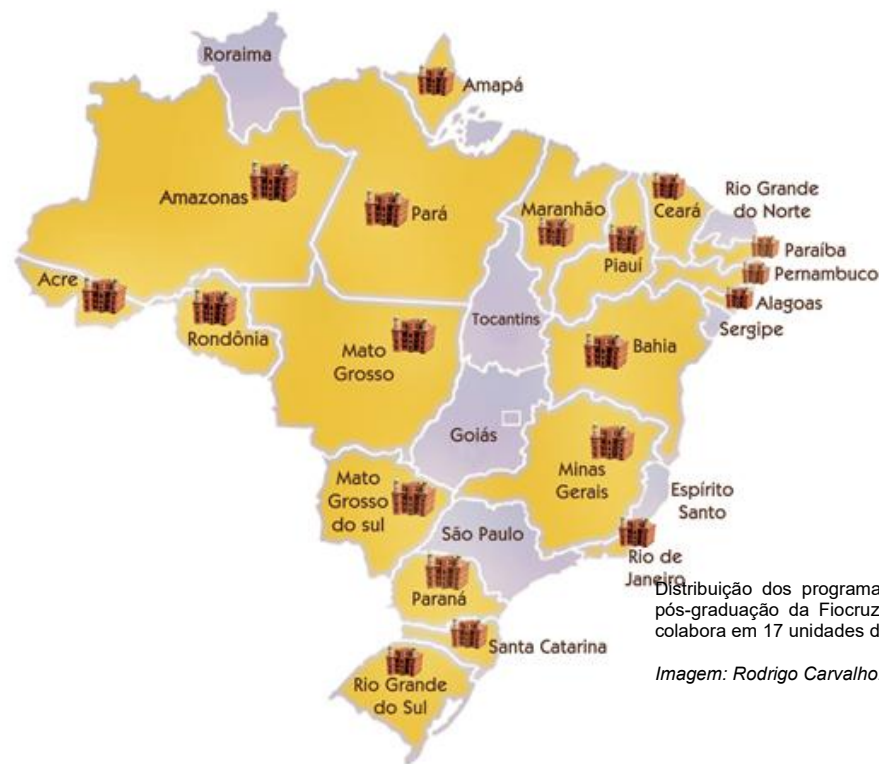 Roraima
Amapá
Amazonas
Pará
Maranhão
Ceará
Rio Grande
do Norte
Piauí
Paraíba
Pernambuco
Alagoas
Sergipe
Acre
Rondônia
Tocantins
Mato
Grosso
Bahia
Goiás
Minas
Gerais
Mato
Grosso
do sul
Espírito
Santo
São Paulo
Rio de
Janeiro
Paraná
Distribuição dos programa
pós-graduação da Fiocruz
colabora em 17 unidades d
Santa Catarina
Imagem: Rodrigo Carvalho.
Rio Grande
do Sul